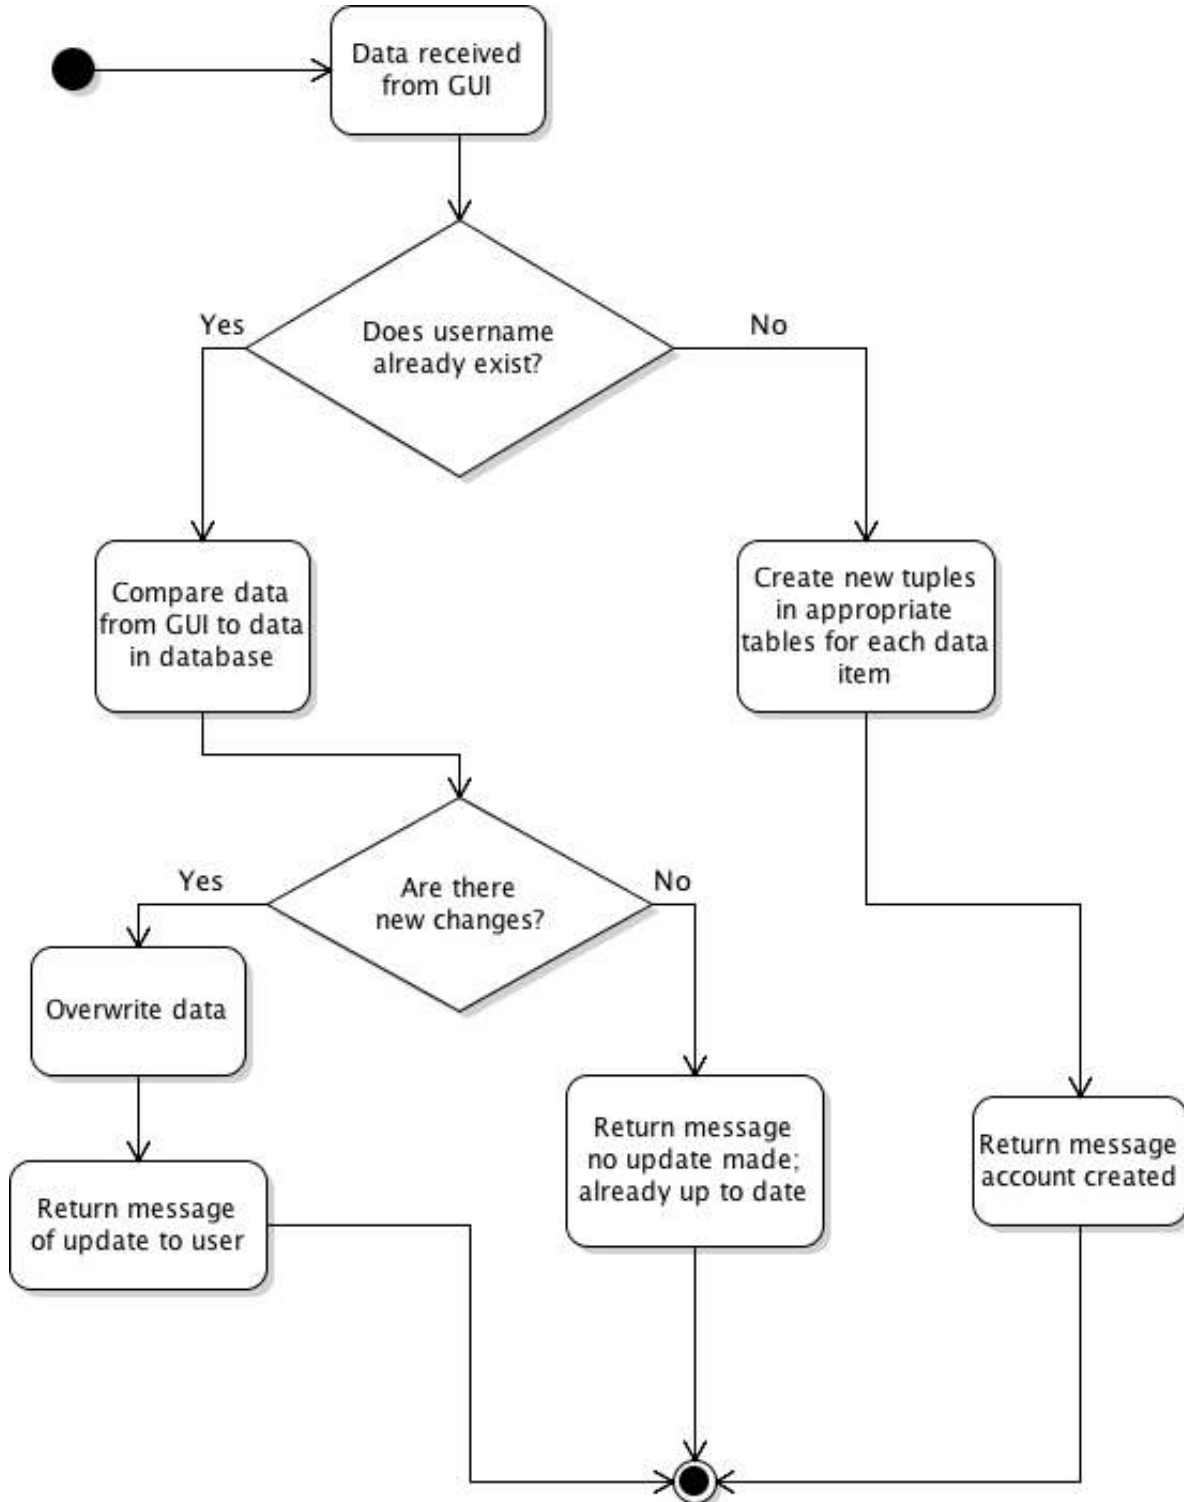 Data received
from GUI
Does username
already exist?
Yes
No
Compare data
from GUI to data
in database
Create new tuples
in appropriate
tables for each data
item
Are there
new changes?
Yes
No
Overwrite data
Return message
of update to user
Return message
no update made;
already up to date
Return message
account created